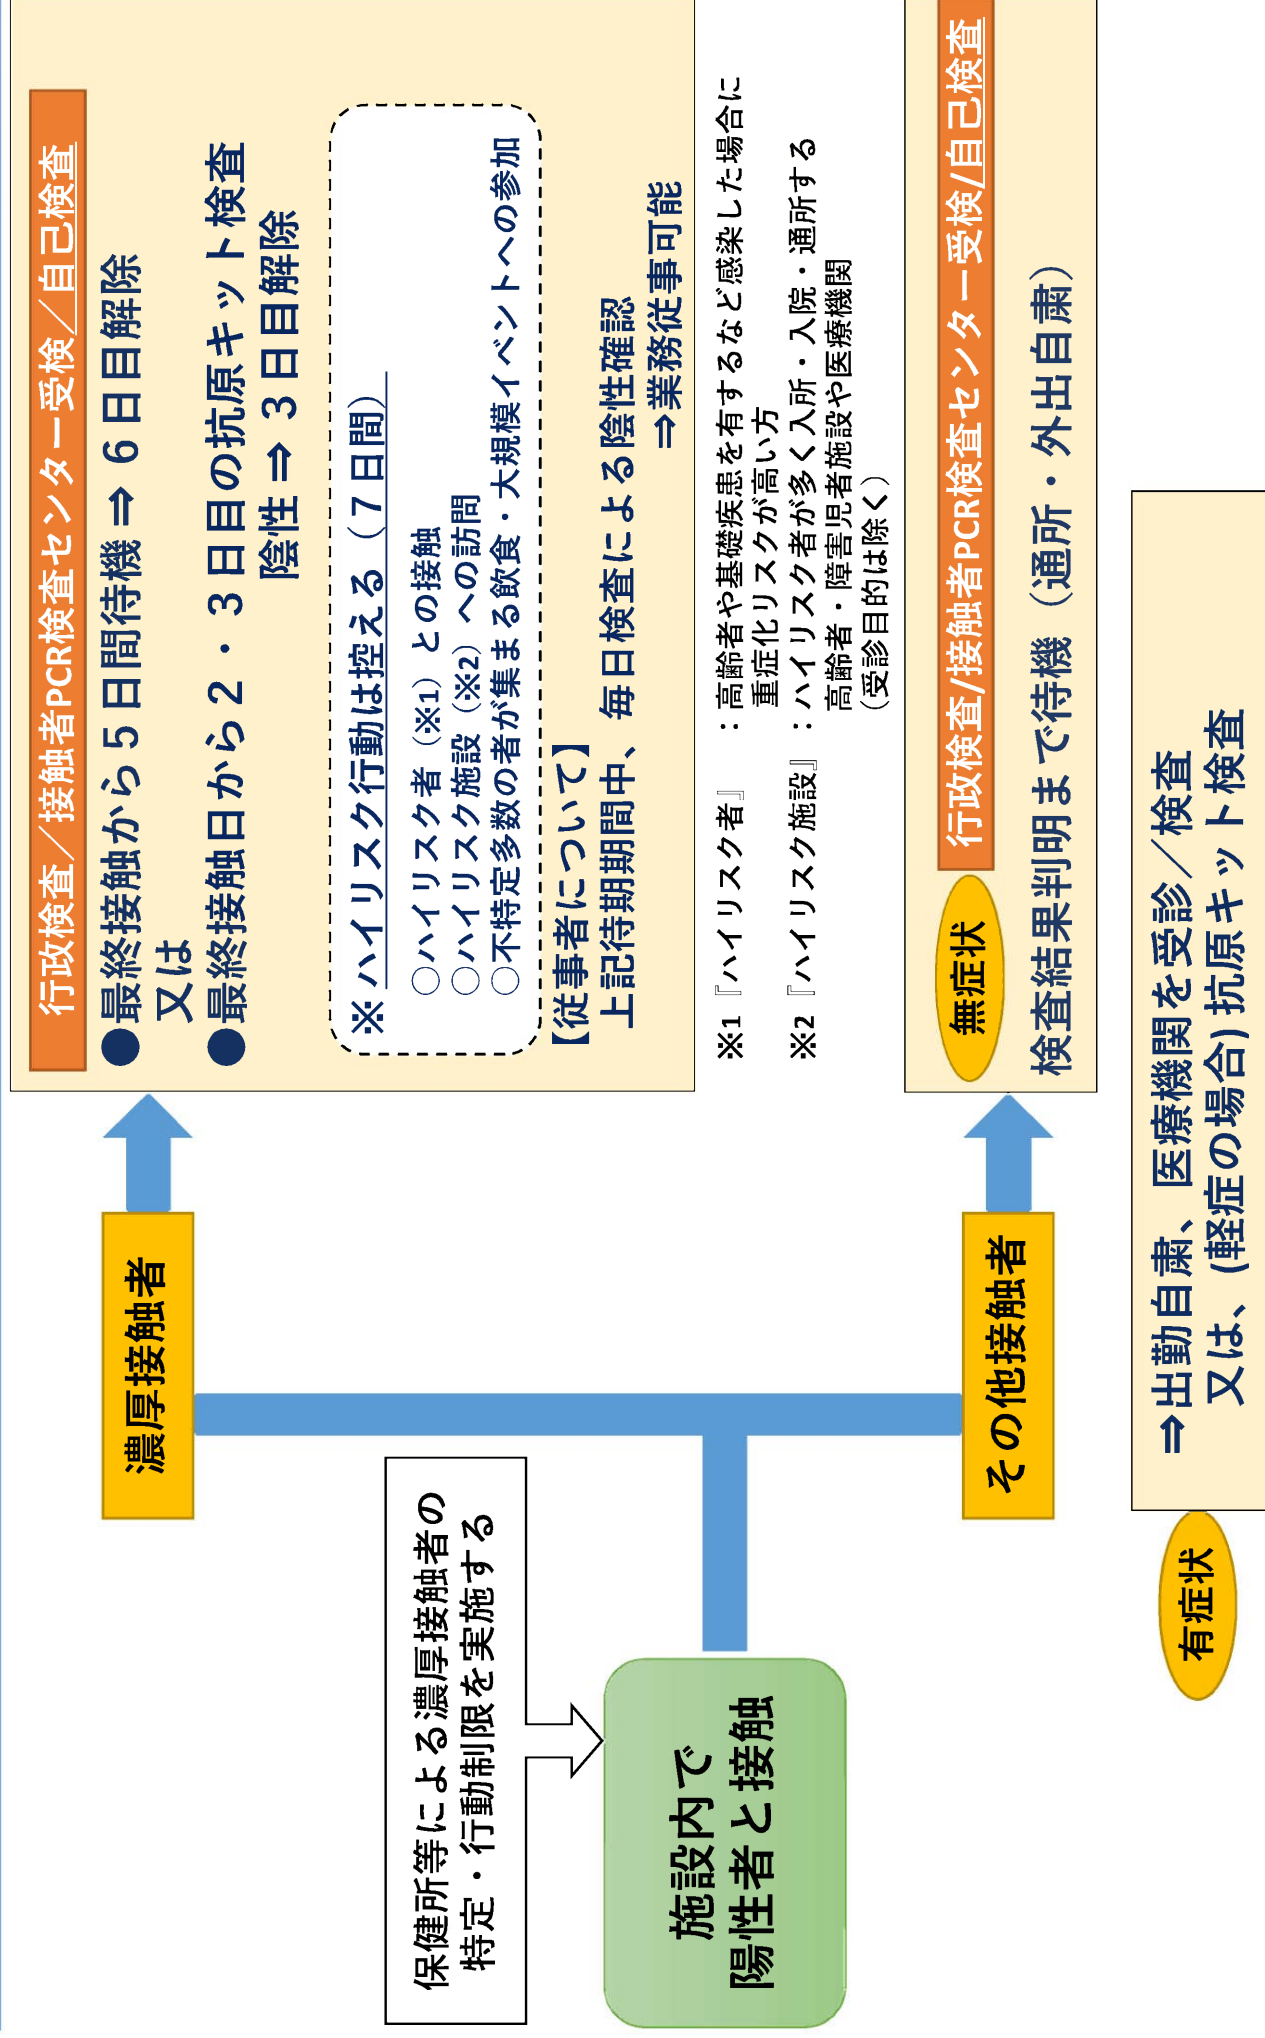 保健所等による濃厚接触者の
特定・行動制限を実施する
施設内で
陽性者と接触
濃厚接触者
行政検査／接触者PCR検査センター受検／自己検査
●最終接触から５日間待機⇒ ６日目解除
又は
●最終接触日から２・３日目の抗原キット検査
陰性⇒ ３日目解除
※ハイリスク行動は控える（７日間）
○ハイリスク者（※1）との接触
○ハイリスク施設（※2）への訪問
○不特定多数の者が集まる飲食・大規模イベントへの参加
【従事者について】
上記待期期間中、毎日検査による陰性確認
⇒業務従事可能
※1『ハイリスク者』 ：高齢者や基礎疾患を有するなど感染した場合に
重症化リスクが高い方
※2『ハイリスク施設』：ハイリスク者が多く入所・入院・通所する
高齢者・障害児者施設や医療機関
（受診目的は除く）
その他接触者
無症状
行政検査/接触者PCR検査センター受検/自己検査
検査結果判明まで待機（通所・外出自粛）
有症状
⇒出勤自粛、医療機関を受診／検査
又は、(軽症の場合)抗原キット検査